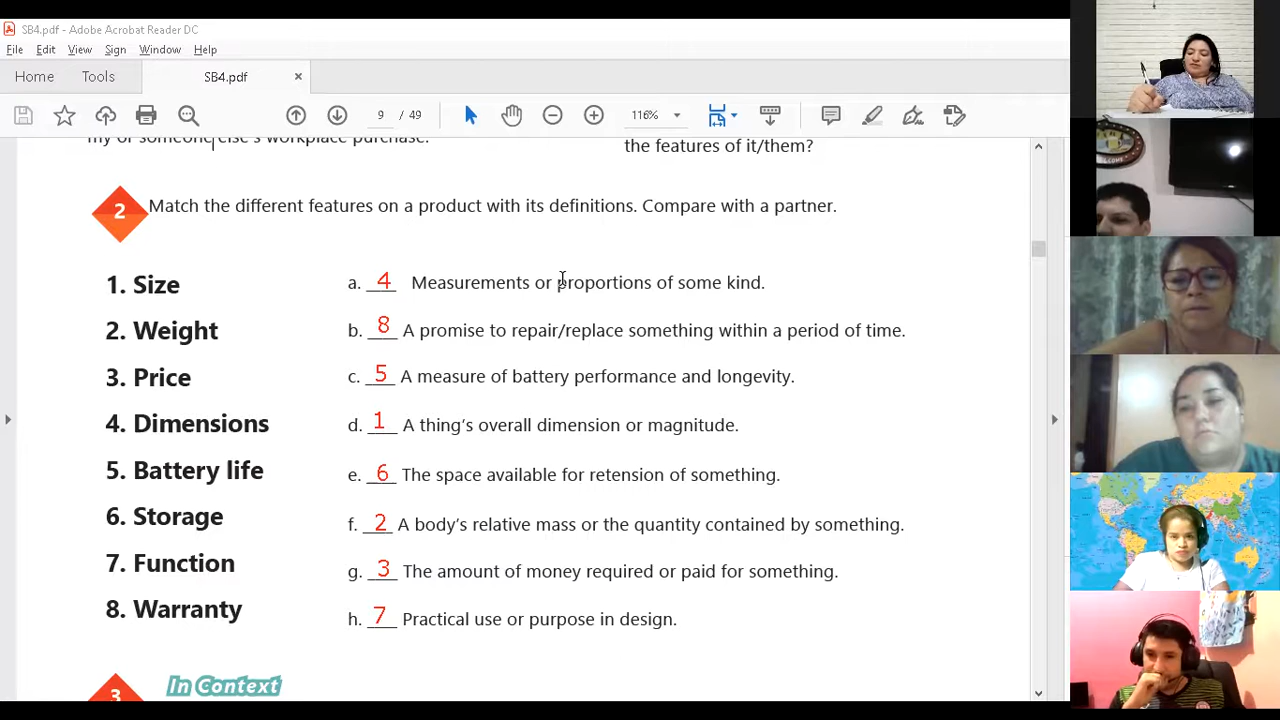 SB4.pdf - Adobe Acrobat Reader DC
File Edit View Sign Window Help
Home Tools SB4.pdf ×
9 / 49 116%
my or someone else's workplace purchase.
the features of it/them?
2 Match the different features on a product with its definitions. Compare with a partner.
1. Size a. 4 Measurements or proportions of some kind.
2. Weight b. 8 A promise to repair/replace something within a period of time.
3. Price c. 5 A measure of battery performance and longevity.
4. Dimensions d. 1 A thing's overall dimension or magnitude.
5. Battery life e. 6 The space available for retension of something.
6. Storage f. 2 A body's relative mass or the quantity contained by something.
7. Function g. 3 The amount of money required or paid for something.
8. Warranty h. 7 Practical use or purpose in design.
3 In Context